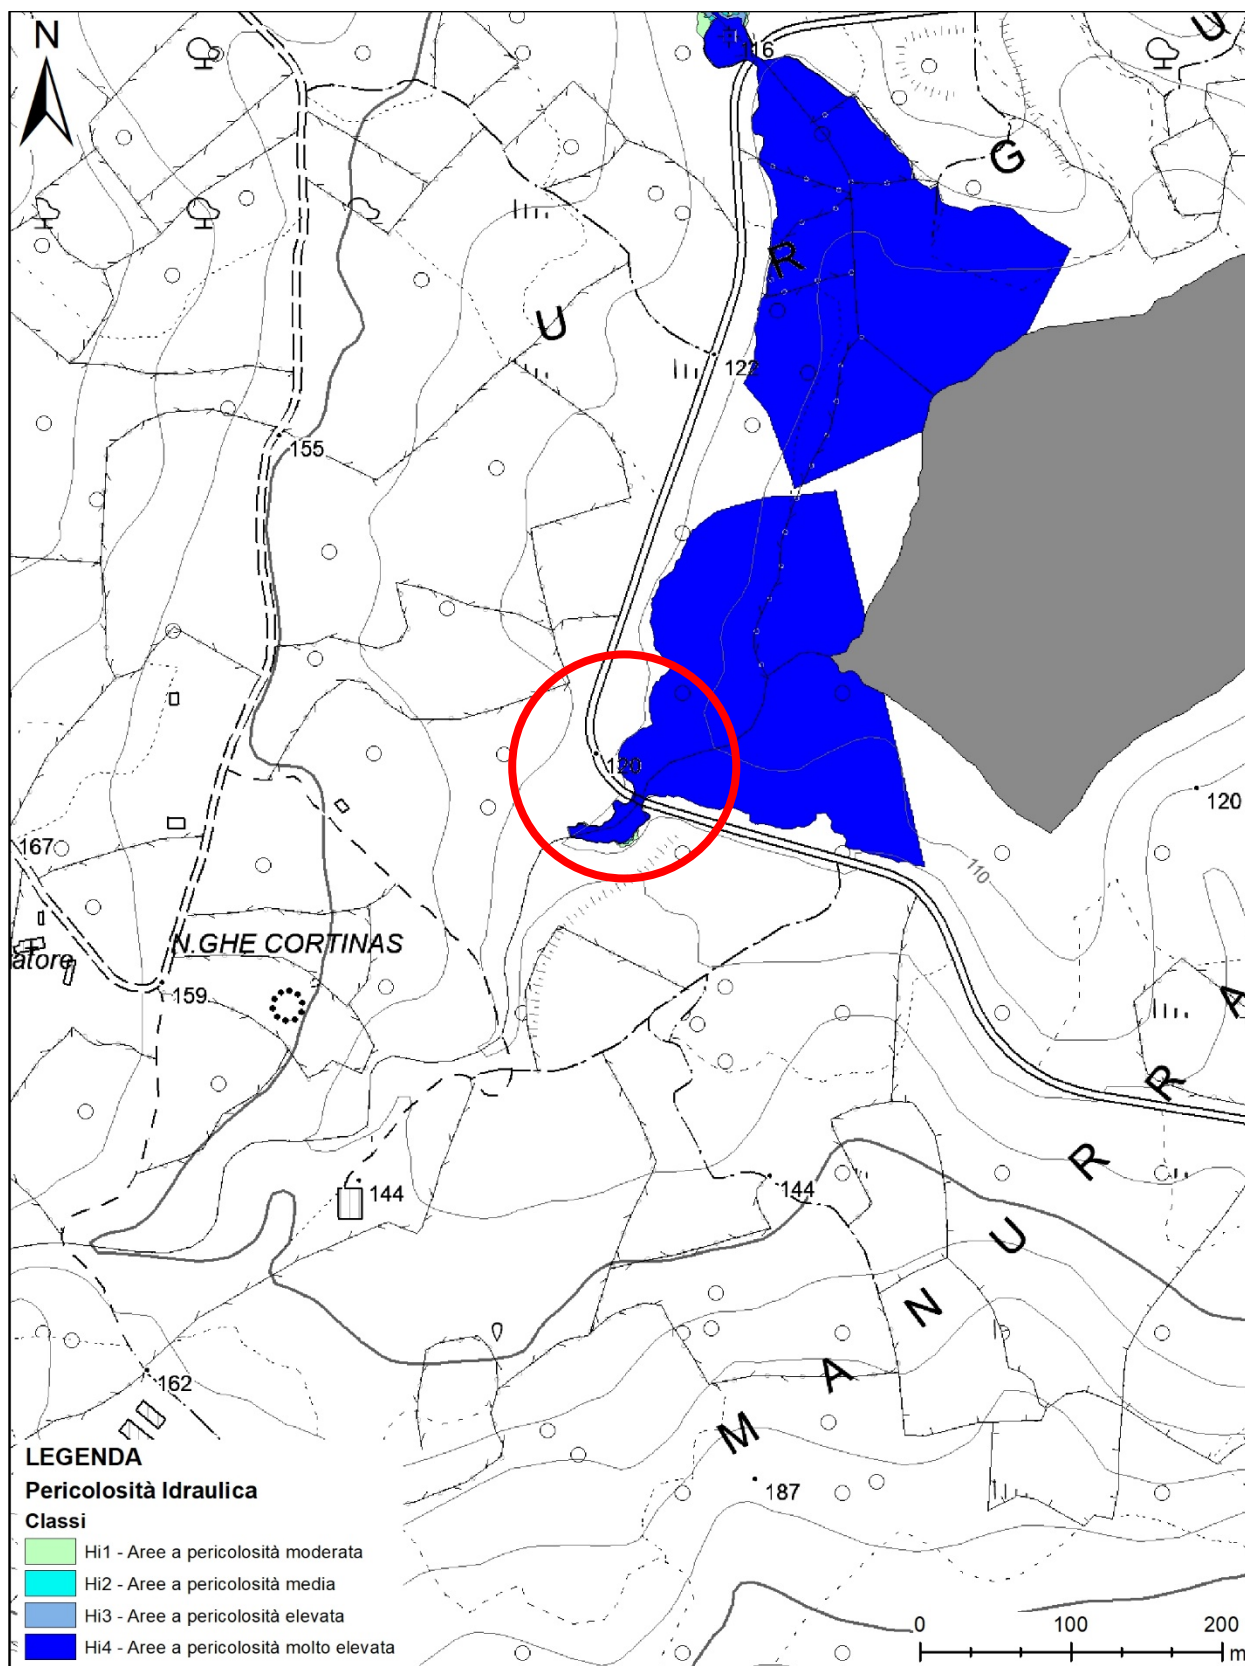 N
116
U
G
R
U
123
155
120
120
110
167
N.GHE CORTINAS
atore
159
A
R
R
144
144
U
N
A
M
162
187
LEGENDA
Pericolosità Idraulica
Classi
Hi1 - Aree a pericolosità moderata
Hi2 - Aree a pericolosità media
Hi3 - Aree a pericolosità elevata
Hi4 - Aree a pericolosità molto elevata
0 100 200
m